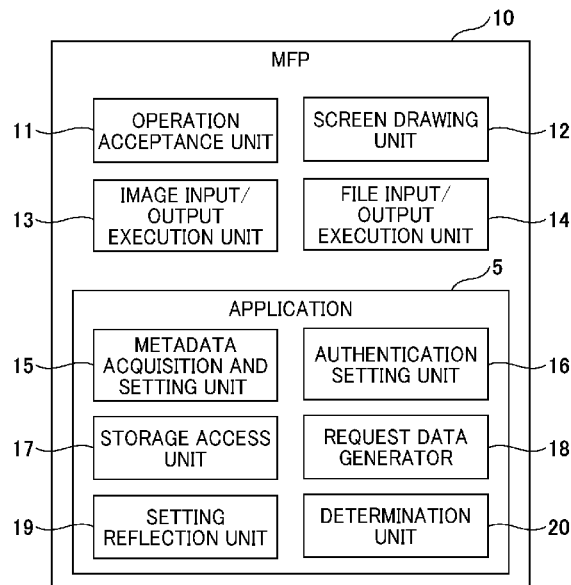 10
MFP
11
OPERATION
ACCEPTANCE UNIT
SCREEN DRAWING
UNIT
12
13
IMAGE INPUT/
OUTPUT
EXECUTION UNIT
FILE INPUT/
OUTPUT
EXECUTION UNIT
14
5
APPLICATION
15
METADATA
ACQUISITION AND
SETTING UNIT
AUTHENTICATION
SETTING UNIT
16
17
STORAGE ACCESS
UNIT
REQUEST DATA
GENERATOR
18
19
SETTING
REFLECTION UNIT
DETERMINATION
UNIT
20